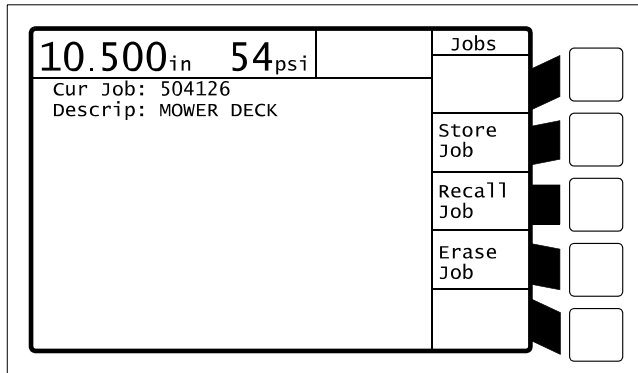 10.500in 54psi
Jobs
Cur Job: 504126
Descrip: MOWER DECK
Store
Job
Recall
Job
Erase
Job